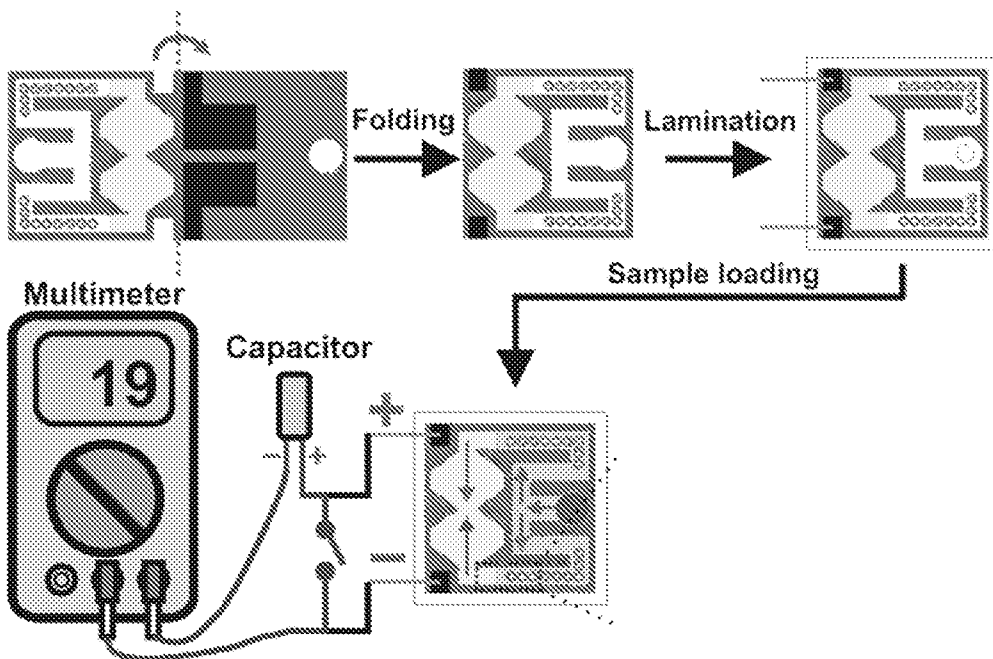 Folding
Lamination
Sample loading
Multimeter
19
Capacitor
+
- +
-